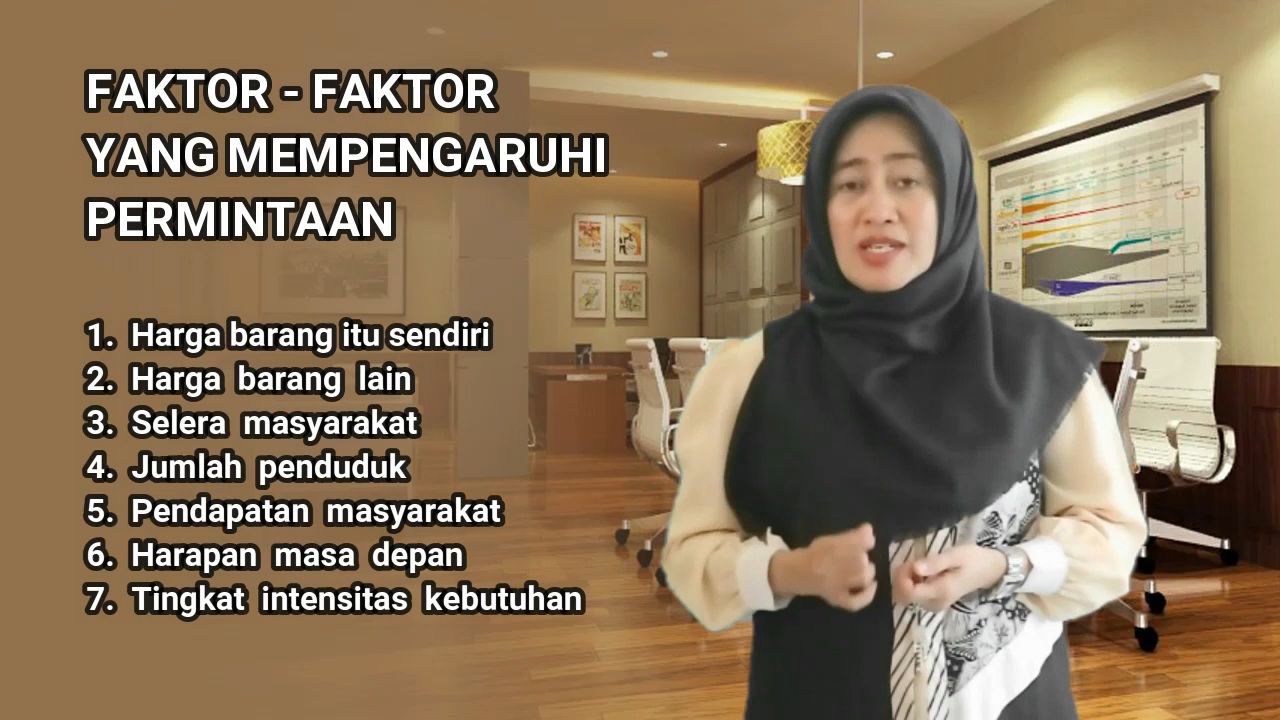 FAKTOR - FAKTOR
YANG MEMPENGARUHI
PERMINTAAN
1. Harga barang itu sendiri
2. Harga barang lain
3. Selera masyarakat
4. Jumlah penduduk
5. Pendapatan masyarakat
6. Harapan masa depan
7. Tingkat intensitas kebutuhan